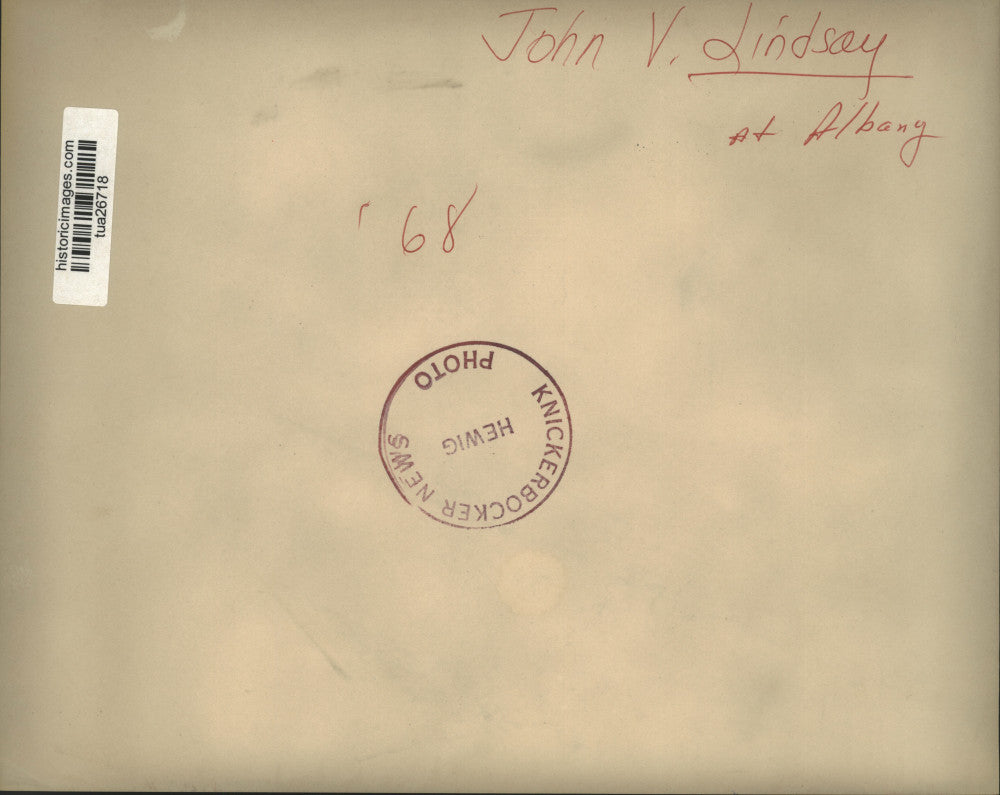 John V. Lindsay
at Albany
'68
historicimages.com
tua26718
KNICKERBOCKER NEWS
HEWIG
PHOTO